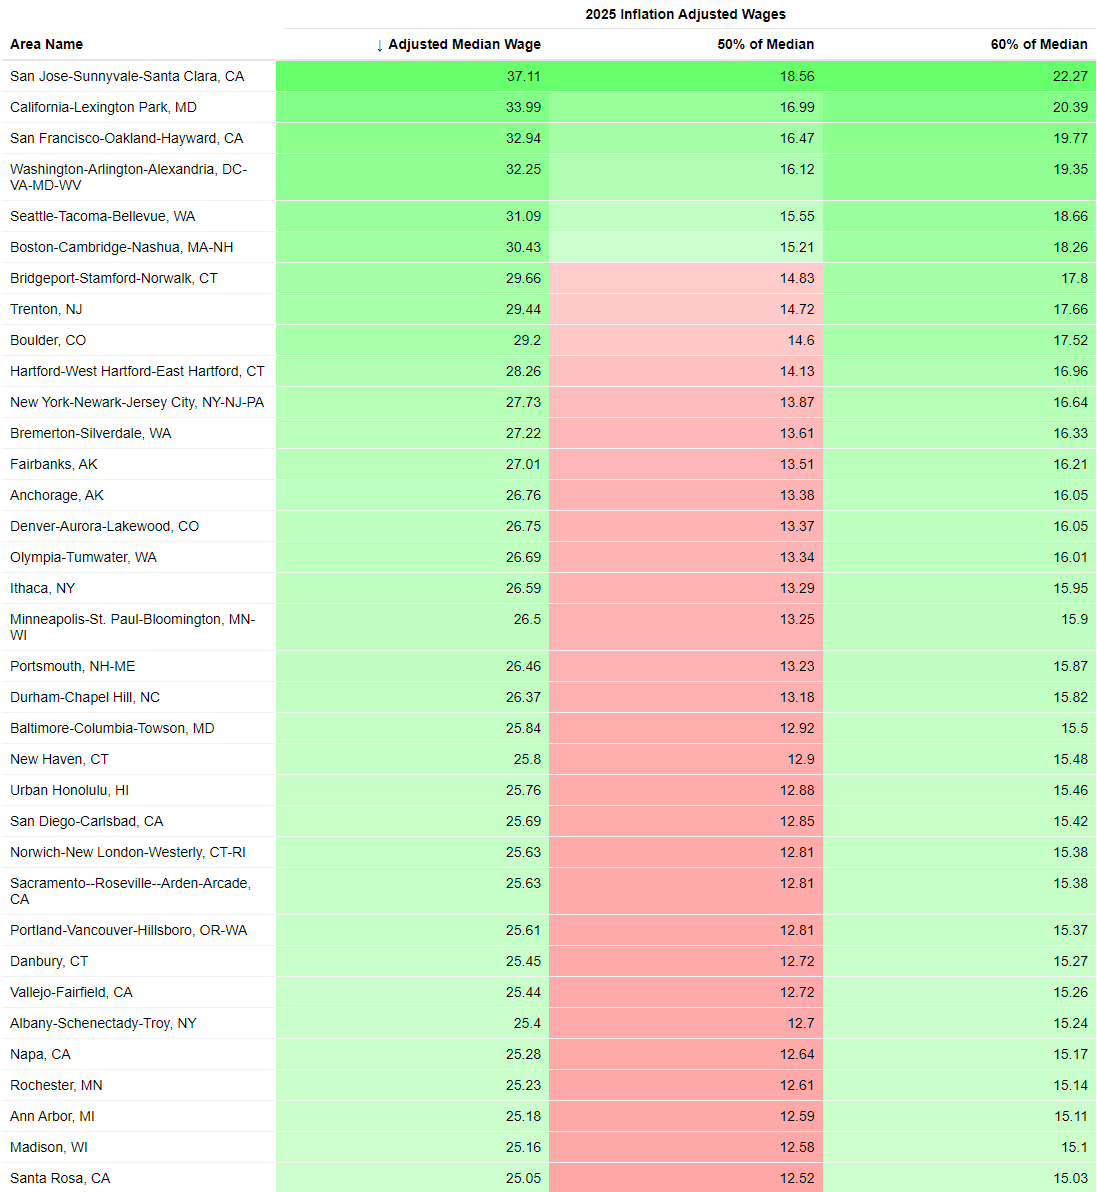 2025 Inflation Adjusted Wages
Area Name ↓ Adjusted Median Wage 50% of Median 60% of Median
San Jose-Sunnyvale-Santa Clara, CA 37.11 18.56 22.27
California-Lexington Park, MD 33.99 16.99 20.39
San Francisco-Oakland-Hayward, CA 32.94 16.47 19.77
Washington-Arlington-Alexandria, DC- 32.25 16.12 19.35
VA-MD-WV
Seattle-Tacoma-Bellevue, WA 31.09 15.55 18.66
Boston-Cambridge-Nashua, MA-NH 30.43 15.21 18.26
Bridgeport-Stamford-Norwalk, CT 29.66 14.83 17.8
Trenton, NJ 29.44 14.72 17.66
Boulder, CO 29.2 14.6 17.52
Hartford-West Hartford-East Hartford, CT 28.26 14.13 16.96
New York-Newark-Jersey City, NY-NJ-PA 27.73 13.87 16.64
Bremerton-Silverdale, WA 27.22 13.61 16.33
Fairbanks, AK 27.01 13.51 16.21
Anchorage, AK 26.76 13.38 16.05
Denver-Aurora-Lakewood, CO 26.75 13.37 16.05
Olympia-Tumwater, WA 26.69 13.34 16.01
Ithaca, NY 26.59 13.29 15.95
Minneapolis-St. Paul-Bloomington, MN- 26.5 13.25 15.9
WI
Portsmouth, NH-ME 26.46 13.23 15.87
Durham-Chapel Hill, NC 26.37 13.18 15.82
Baltimore-Columbia-Towson, MD 25.84 12.92 15.5
New Haven, CT 25.8 12.9 15.48
Urban Honolulu, HI 25.76 12.88 15.46
San Diego-Carlsbad, CA 25.69 12.85 15.42
Norwich-New London-Westerly, CT-RI 25.63 12.81 15.38
Sacramento--Roseville--Arden-Arcade, 25.63 12.81 15.38
CA
Portland-Vancouver-Hillsboro, OR-WA 25.61 12.81 15.37
Danbury, CT 25.45 12.72 15.27
Vallejo-Fairfield, CA 25.44 12.72 15.26
Albany-Schenectady-Troy, NY 25.4 12.7 15.24
Napa, CA 25.28 12.64 15.17
Rochester, MN 25.23 12.61 15.14
Ann Arbor, MI 25.18 12.59 15.11
Madison, WI 25.16 12.58 15.1
Santa Rosa, CA 25.05 12.52 15.03